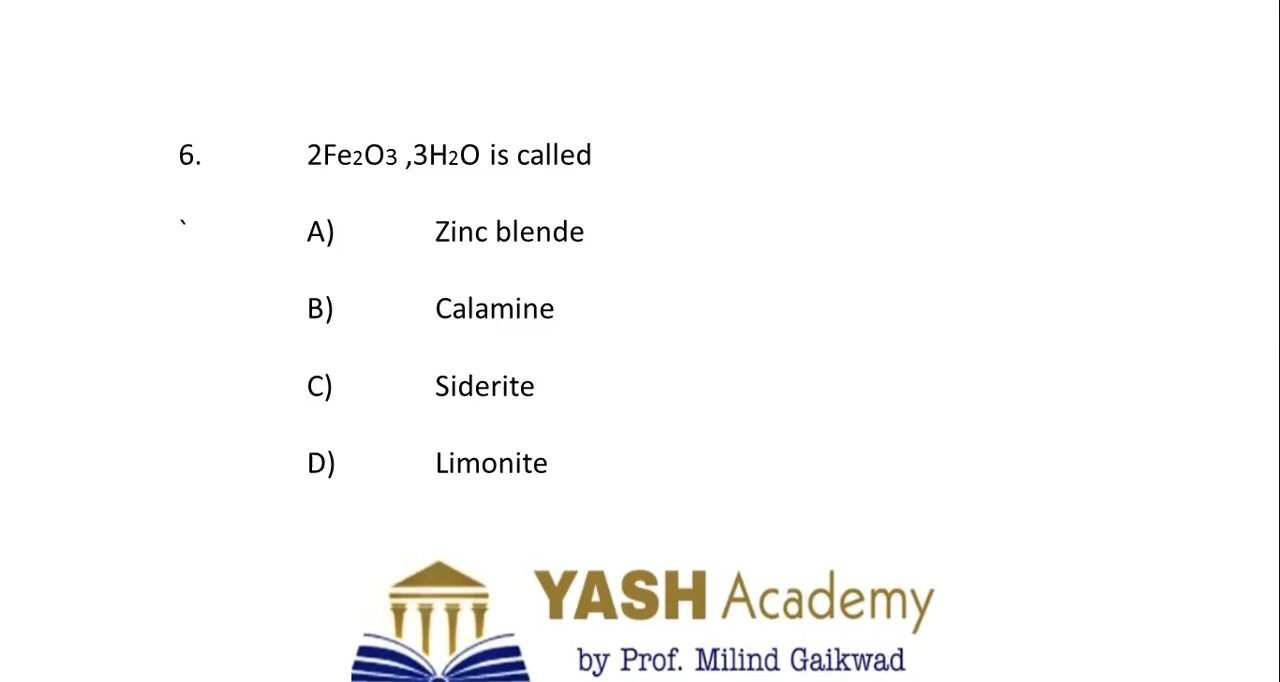 6. 2Fe2O3 ,3H2O is called
` A) Zinc blende
B) Calamine
C) Siderite
D) Limonite
YASH Academy
by Prof. Milind Gaikwad